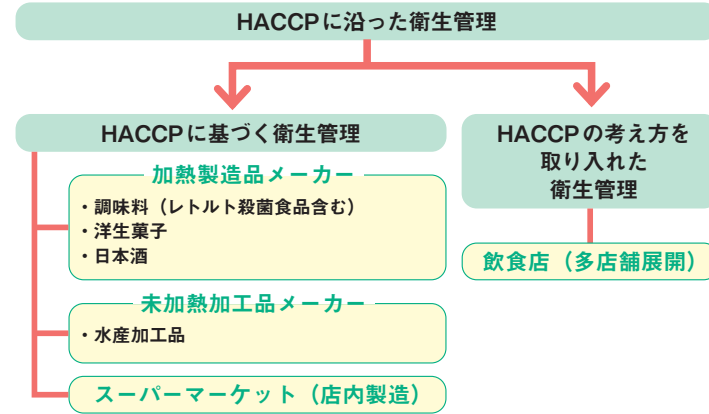 HACCPに沿った衛生管理
HACCPに基づく衛生管理
加熱製造品メーカー
・調味料（レトルト殺菌食品含む）
・洋生菓子
・日本酒
未加熱加工品メーカー
・水産加工品
スーパーマーケット（店内製造）
HACCPの考え方を
取り入れた
衛生管理
飲食店（多店舗展開）